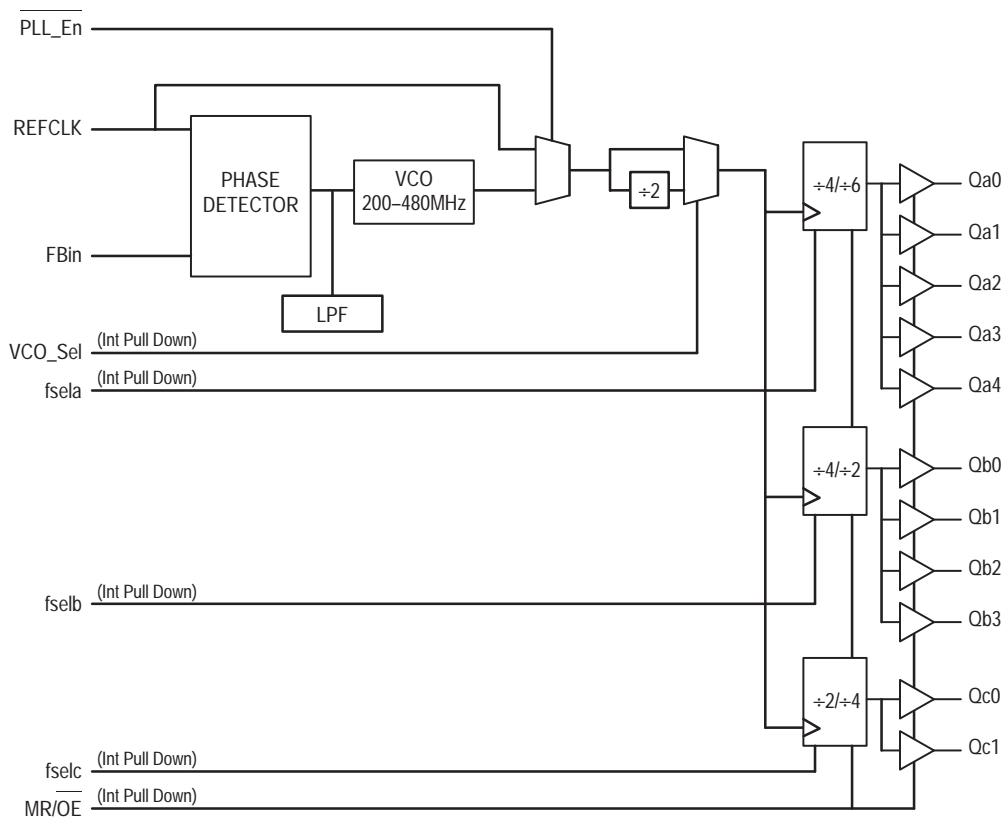 PLL_En
REFCLK
PHASE
DETECTOR
VCO
200–480MHz
÷2
÷4/÷6
Qa0
Qa1
Qa2
Qa3
Qa4
FBin
LPF
VCO_Sel (Int Pull Down)
fsela (Int Pull Down)
÷4/÷2
Qb0
Qb1
Qb2
Qb3
fselb (Int Pull Down)
÷2/÷4
Qc0
Qc1
fselc (Int Pull Down)
MR/OE (Int Pull Down)